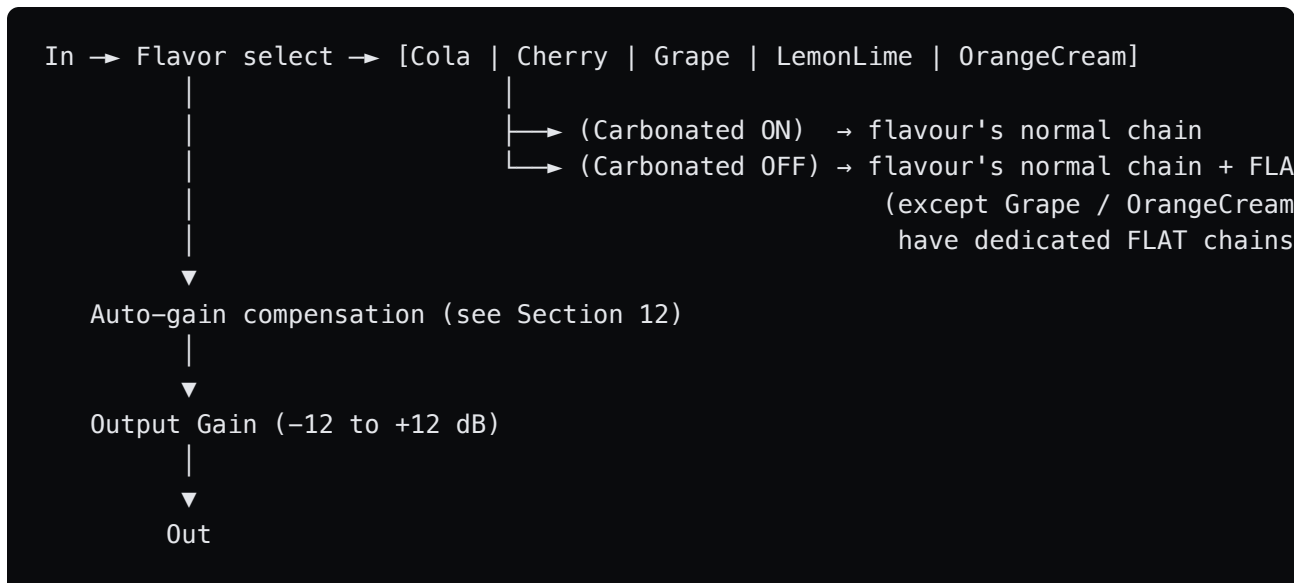 In —► Flavor select —► [Cola | Cherry | Grape | LemonLime | OrangeCream]
(Carbonated ON) → flavour's normal chain
(Carbonated OFF) → flavour's normal chain + FLA
(except Grape / OrangeCream
have dedicated FLAT chains
Auto-gain compensation (see Section 12)
Output Gain (−12 to +12 dB)
Out